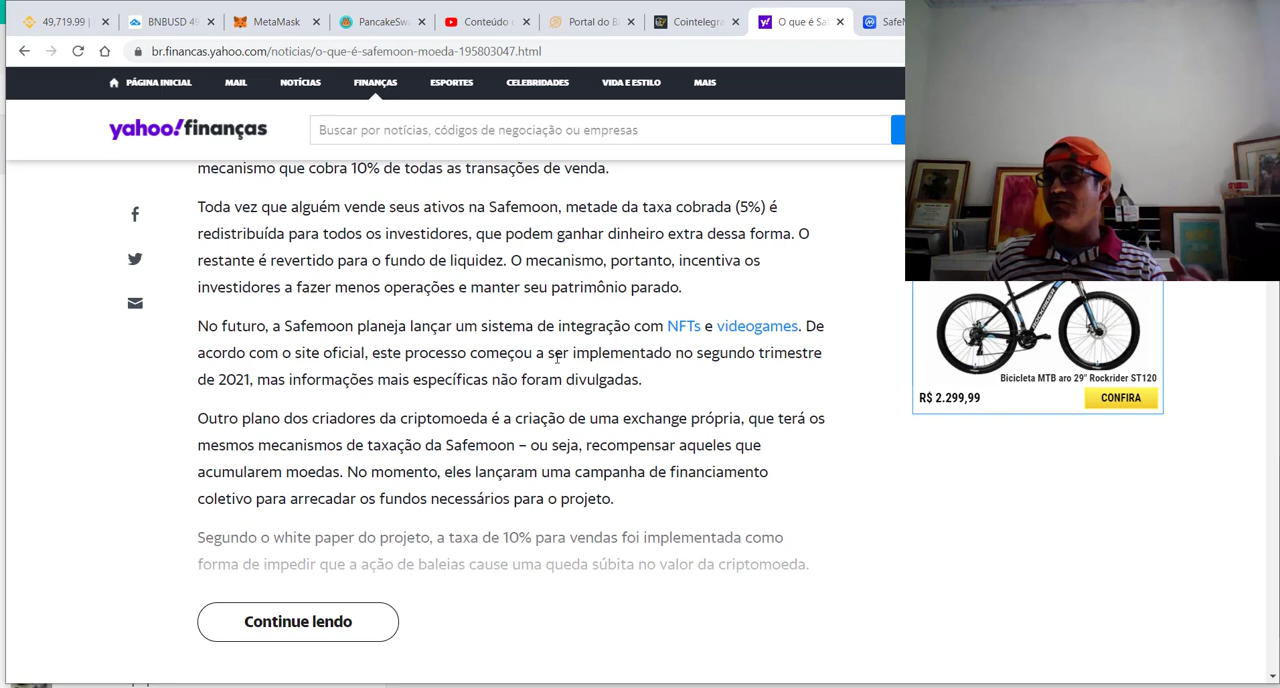 49,719.99 |
BNBUSD 49
MetaMask
PancakeSwa
Conteúdo d
Portal do B
Cointelegra
O que é Sa
SafeM
br.financas.yahoo.com/noticias/o-que-é-safemoon-moeda-195803047.html
PÁGINA INICIAL MAIL NOTÍCIAS FINANÇAS ESPORTES CELEBRIDADES VIDA E ESTILO MAIS
yahoo!finanças
Buscar por notícias, códigos de negociação ou empresas
mecanismo que cobra 10% de todas as transações de venda.
Toda vez que alguém vende seus ativos na Safemoon, metade da taxa cobrada (5%) é
redistribuída para todos os investidores, que podem ganhar dinheiro extra dessa forma. O
restante é revertido para o fundo de liquidez. O mecanismo, portanto, incentiva os
investidores a fazer menos operações e manter seu patrimônio parado.
No futuro, a Safemoon planeja lançar um sistema de integração com NFTs e videogames. De
acordo com o site oficial, este processo começou a ser implementado no segundo trimestre
de 2021, mas informações mais específicas não foram divulgadas.
Outro plano dos criadores da criptomoeda é a criação de uma exchange própria, que terá os
mesmos mecanismos de taxação da Safemoon – ou seja, recompensar aqueles que
acumularem moedas. No momento, eles lançaram uma campanha de financiamento
coletivo para arrecadar os fundos necessários para o projeto.
Segundo o white paper do projeto, a taxa de 10% para vendas foi implementada como
forma de impedir que a ação de baleias cause uma queda súbita no valor da criptomoeda.
Continue lendo
ROCKRIDER
Bicicleta MTB aro 29" Rockrider ST120
R$ 2.299,99
CONFIRA